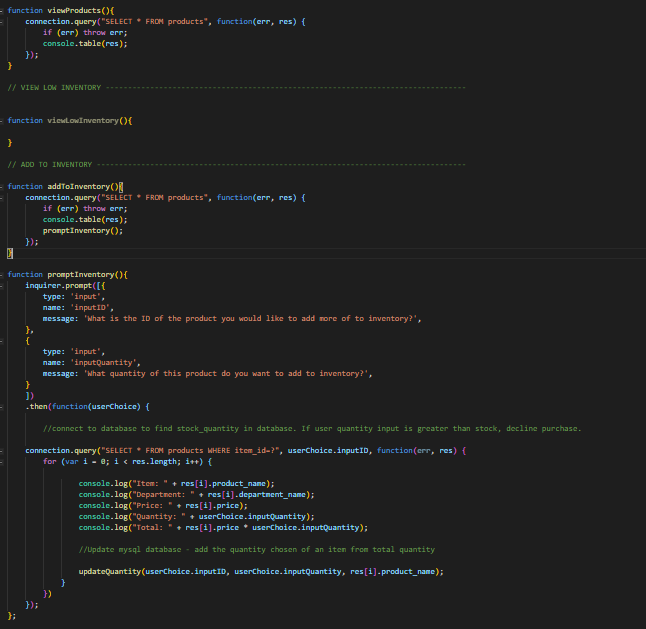 function viewProducts(){
    connection.query("SELECT * FROM products", function(err, res) {
        if (err) throw err;
        console.table(res);
    });
}
// VIEW LOW INVENTORY --------------------------------------------------------------------------------
function viewLowInventory(){
}
// ADD TO INVENTORY ----------------------------------------------------------------------------------
function addToInventory(){
    connection.query("SELECT * FROM products", function(err, res) {
        if (err) throw err;
        console.table(res);
        promptInventory();
    });
}
function promptInventory(){
    inquirer.prompt([{
        type: 'input',
        name: 'inputID',
        message: 'What is the ID of the product you would like to add more of to inventory?',
    },
    {
        type: 'input',
        name: 'inputQuantity',
        message: 'What quantity of this product do you want to add to inventory?',
    }
    ])
    .then(function(userChoice) {
        //connect to database to find stock_quantity in database. If user quantity input is greater than stock, decline purchase.
    connection.query("SELECT * FROM products WHERE item_id=?", userChoice.inputID, function(err, res) {
        for (var i = 0; i < res.length; i++) {
                console.log("Item: " + res[i].product_name);
                console.log("Department: " + res[i].department_name);
                console.log("Price: " + res[i].price);
                console.log("Quantity: " + userChoice.inputQuantity);
                console.log("Total: " + res[i].price * userChoice.inputQuantity);
                //Update mysql database - add the quantity chosen of an item from total quantity
                updateQuantity(userChoice.inputID, userChoice.inputQuantity, res[i].product_name);
            }
        })
    });
};